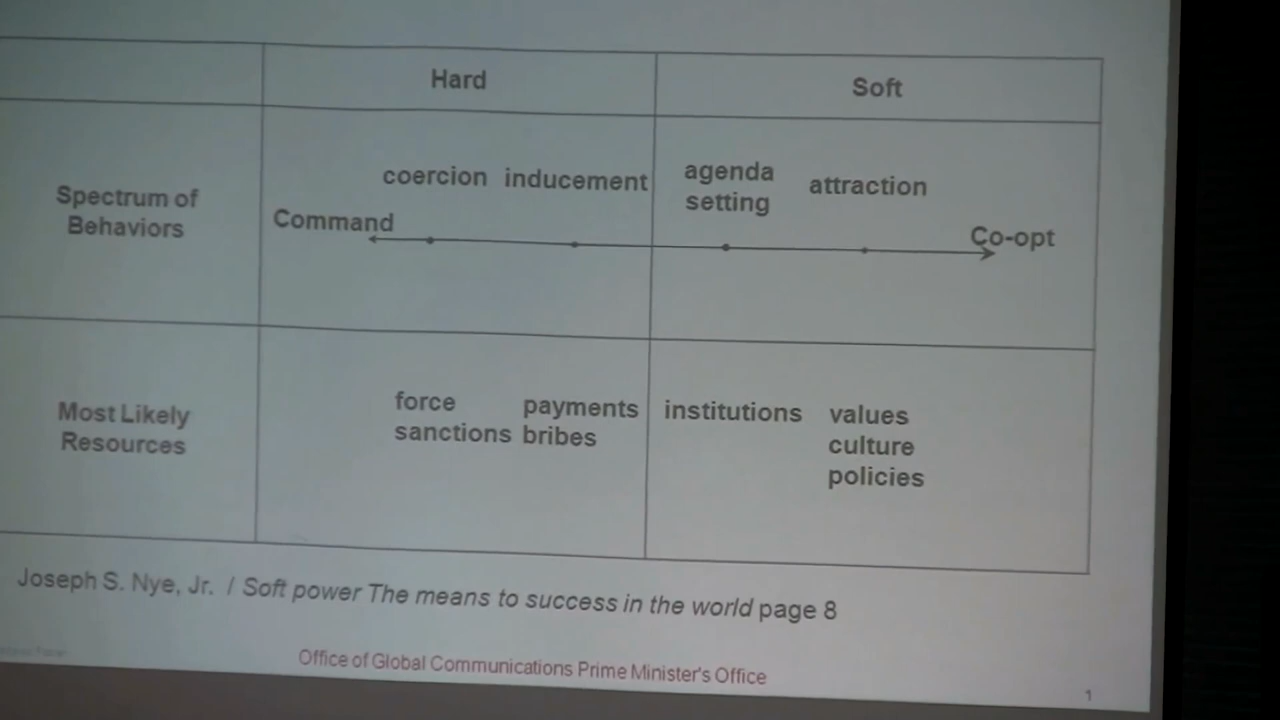 Hard
Soft
Spectrum of
Behaviors
coercion inducement
agenda
setting
attraction
Command
Co-opt
Most Likely
Resources
force
sanctions
payments
bribes
institutions
values
culture
policies
Joseph S. Nye, Jr. / Soft power The means to success in the world page 8
Office of Global Communications Prime Minister's Office
1